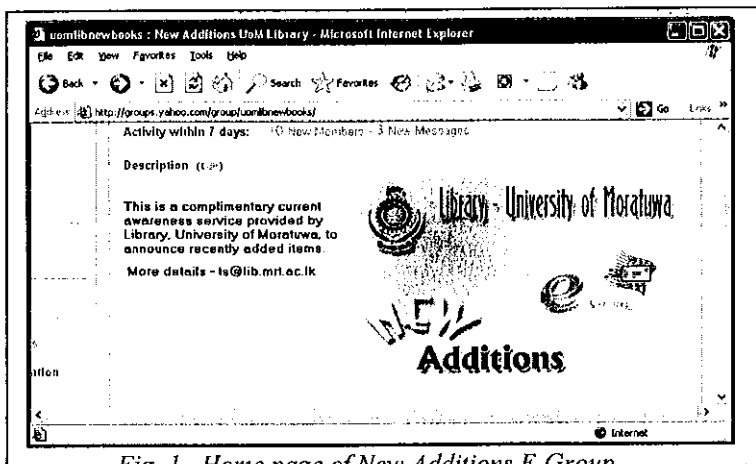 uomlibnewbooks : New Additions UoM Library - Microsoft Internet Explorer
File Edit View Favorites Tools Help
Back Search Favorites
Address http://groups.yahoo.com/group/uomlibnewbooks/ Go Links »
Activity within 7 days: 10 New Members - 3 New Messages
Description
This is a complimentary current
awareness service provided by
Library, University of Moratuwa, to
announce recently added items.
More details - ts@lib.mrt.ac.lk
Library - University of Moratuwa
NEW
Additions
s
ation
Internet
Fig. 1 Home page of New Additions E-Group